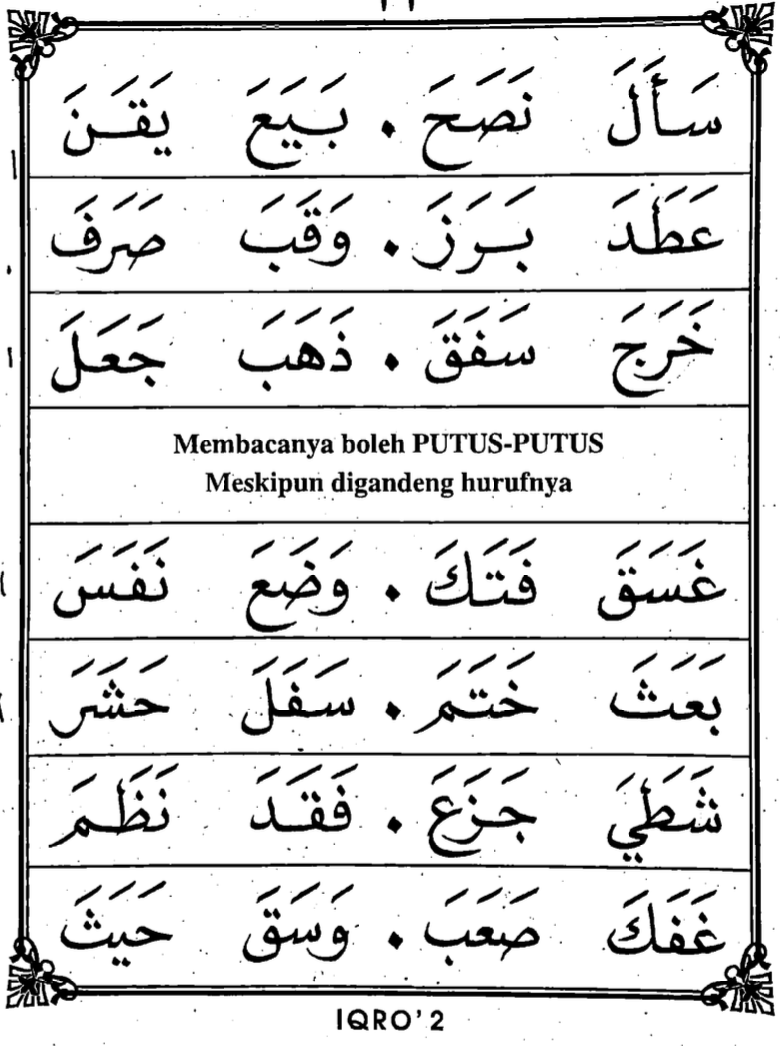 سَأَلَ نَصَحَ . بَيَعَ يَقَنَ
عَطَدَ بَرَزَ . وَقَبَ صَرَفَ
خَرَجَ سَفَقَ . ذَهَبَ جَعَلَ
Membacanya boleh PUTUS-PUTUS
Meskipun digandeng hurufnya
غَسَقَ فَتَكَ . وَضَعَ نَفَسَ
بَعَثَ خَتَمَ . سَفَلَ حَشَرَ
شَطَيَ جَزَعَ . فَقَدَ نَظَمَ
غَفَكَ صَعَبَ . وَسَقَ حَيَثَ
IQRO' 2